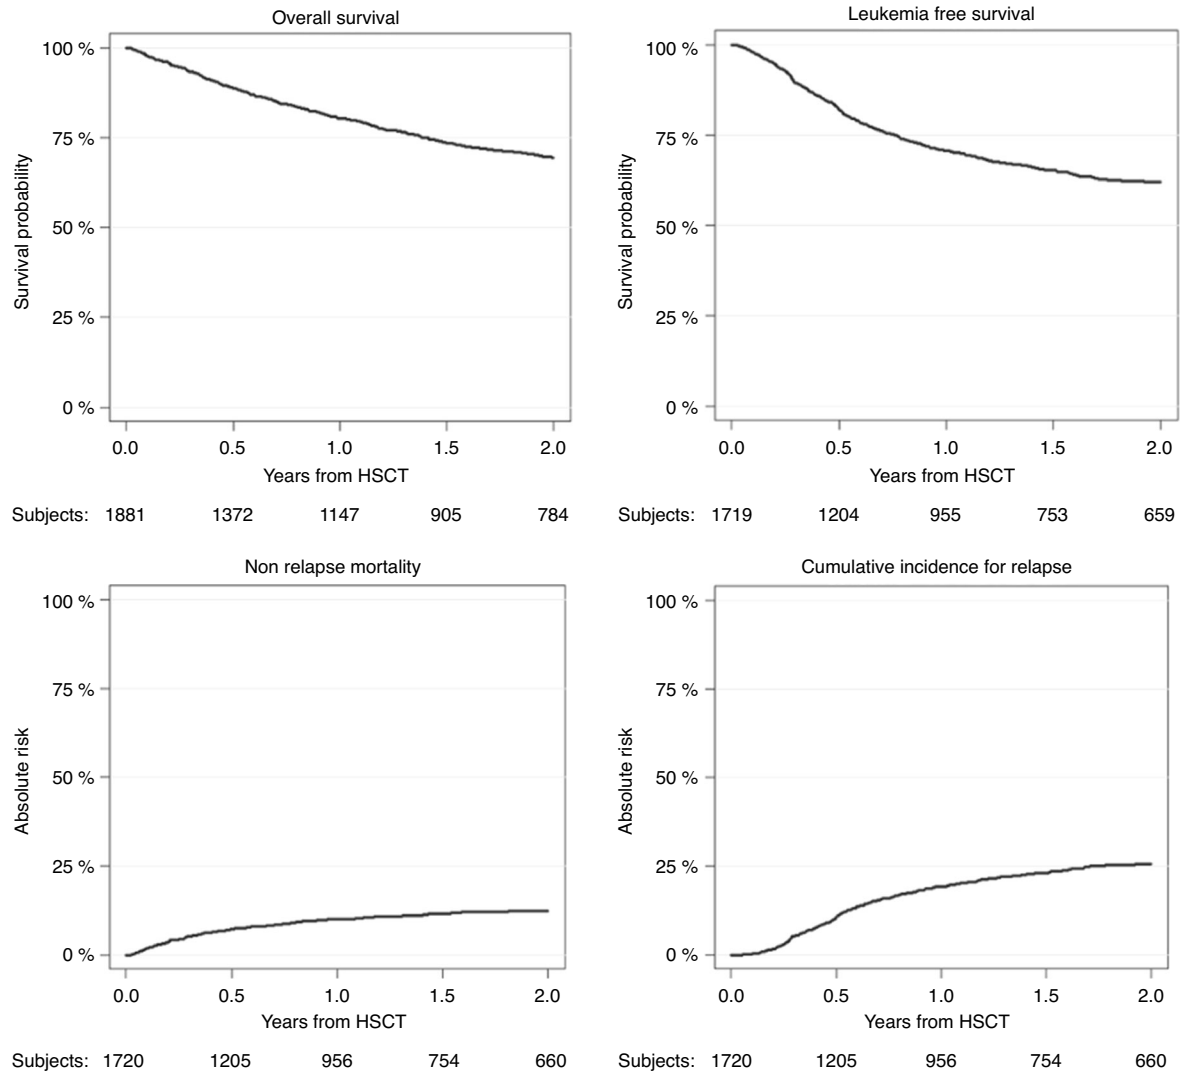 Overall survival
100 %
75 %
50 %
25 %
0 %
Survival probability
0.0 0.5 1.0 1.5 2.0
Years from HSCT
Subjects: 1881 1372 1147 905 784
Leukemia free survival
100 %
75 %
50 %
25 %
0 %
Survival probability
0.0 0.5 1.0 1.5 2.0
Years from HSCT
Subjects: 1719 1204 955 753 659
Non relapse mortality
100 %
75 %
50 %
25 %
0 %
Absolute risk
0.0 0.5 1.0 1.5 2.0
Years from HSCT
Subjects: 1720 1205 956 754 660
Cumulative incidence for relapse
100 %
75 %
50 %
25 %
0 %
Absolute risk
0.0 0.5 1.0 1.5 2.0
Years from HSCT
Subjects: 1720 1205 956 754 660